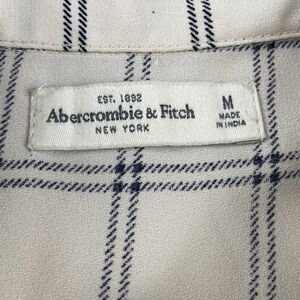 EST. 1892
Abercrombie & Fitch
NEW YORK
M
MADE
IN INDIA